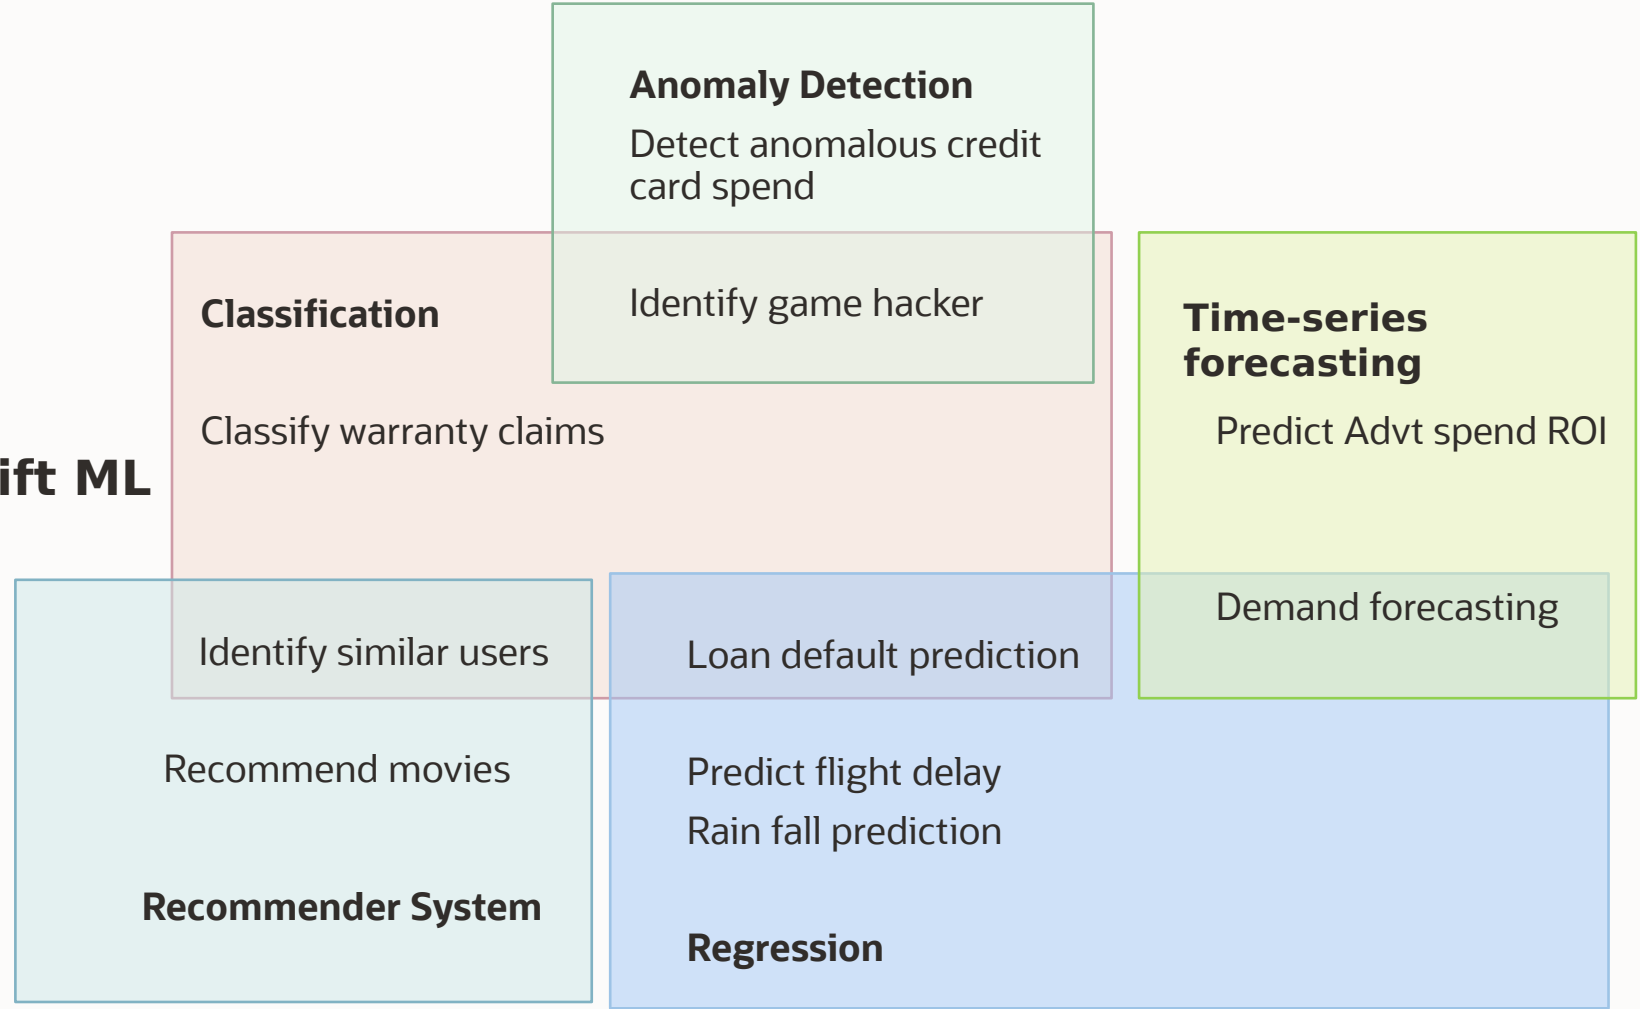 Anomaly Detection
Detect anomalous credit
card spend
Identify game hacker
Classification
Classify warranty claims
Time-series
forecasting
Predict Advt spend ROI
ift ML
Identify similar users
Loan default prediction
Demand forecasting
Recommend movies
Recommender System
Predict flight delay
Rain fall prediction
Regression